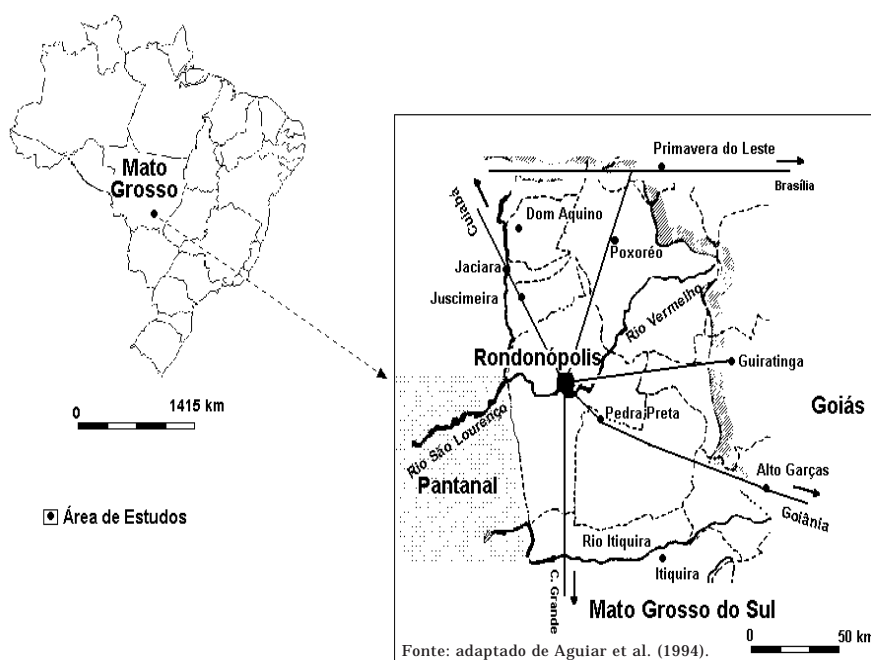 Mato
Grosso
0 1415 km
Área de Estudos
Primavera do Leste
Brasília
Cuiabá
Dom Aquino
Poxoréo
Jaciara
Juscimeira
Rio Vermelho
Rondonópolis
Guiratinga
Goiás
Pedra Preta
Rio São Lourenço
Pantanal
Alto Garças
Goiânia
Rio Itiquira
Itiquira
C. Grande
Mato Grosso do Sul
Fonte: adaptado de Aguiar et al. (1994).
0 50 km